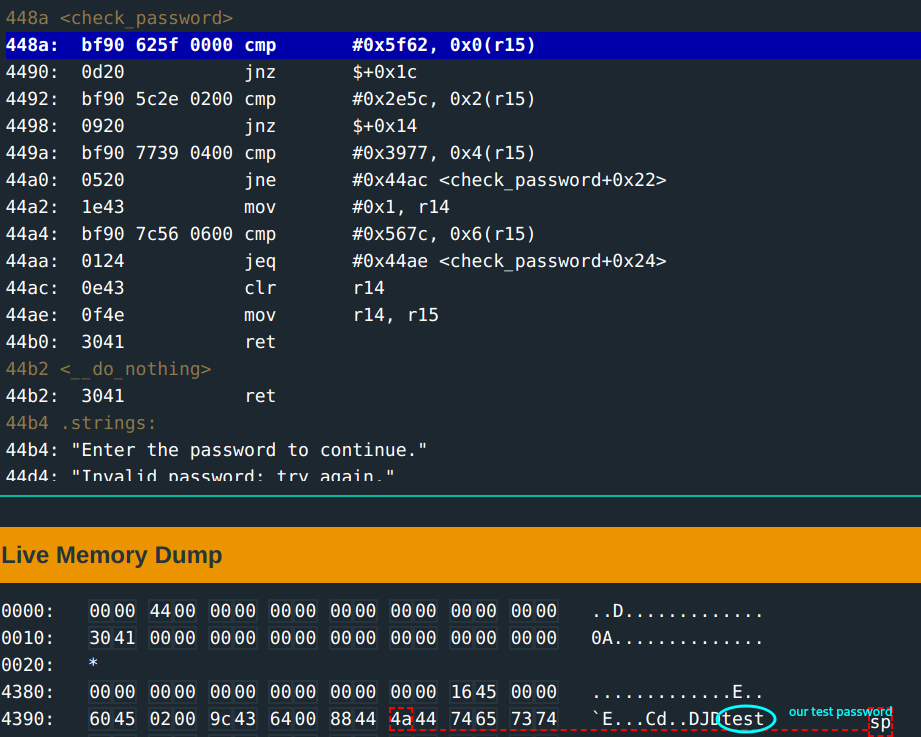 448a <check_password>
448a: bf90 625f 0000 cmp #0x5f62, 0x0(r15)
4490: 0d20 jnz $+0x1c
4492: bf90 5c2e 0200 cmp #0x2e5c, 0x2(r15)
4498: 0920 jnz $+0x14
449a: bf90 7739 0400 cmp #0x3977, 0x4(r15)
44a0: 0520 jne #0x44ac <check_password+0x22>
44a2: 1e43 mov #0x1, r14
44a4: bf90 7c56 0600 cmp #0x567c, 0x6(r15)
44aa: 0124 jeq #0x44ae <check_password+0x24>
44ac: 0e43 clr r14
44ae: 0f4e mov r14, r15
44b0: 3041 ret
44b2 <__do_nothing>
44b2: 3041 ret
44b4 .strings:
44b4: "Enter the password to continue."
44d4: "Invalid password; try again."
Live Memory Dump
0000: 0000 4400 0000 0000 0000 0000 0000 0000 ..D.............
0010: 3041 0000 0000 0000 0000 0000 0000 0000 0A..............
0020: *
4380: 0000 0000 0000 0000 0000 0000 1645 0000 .............E..
4390: 6045 0200 9c43 6400 8844 4a44 7465 7374 `E...Cd..DJDtest our test password
sp